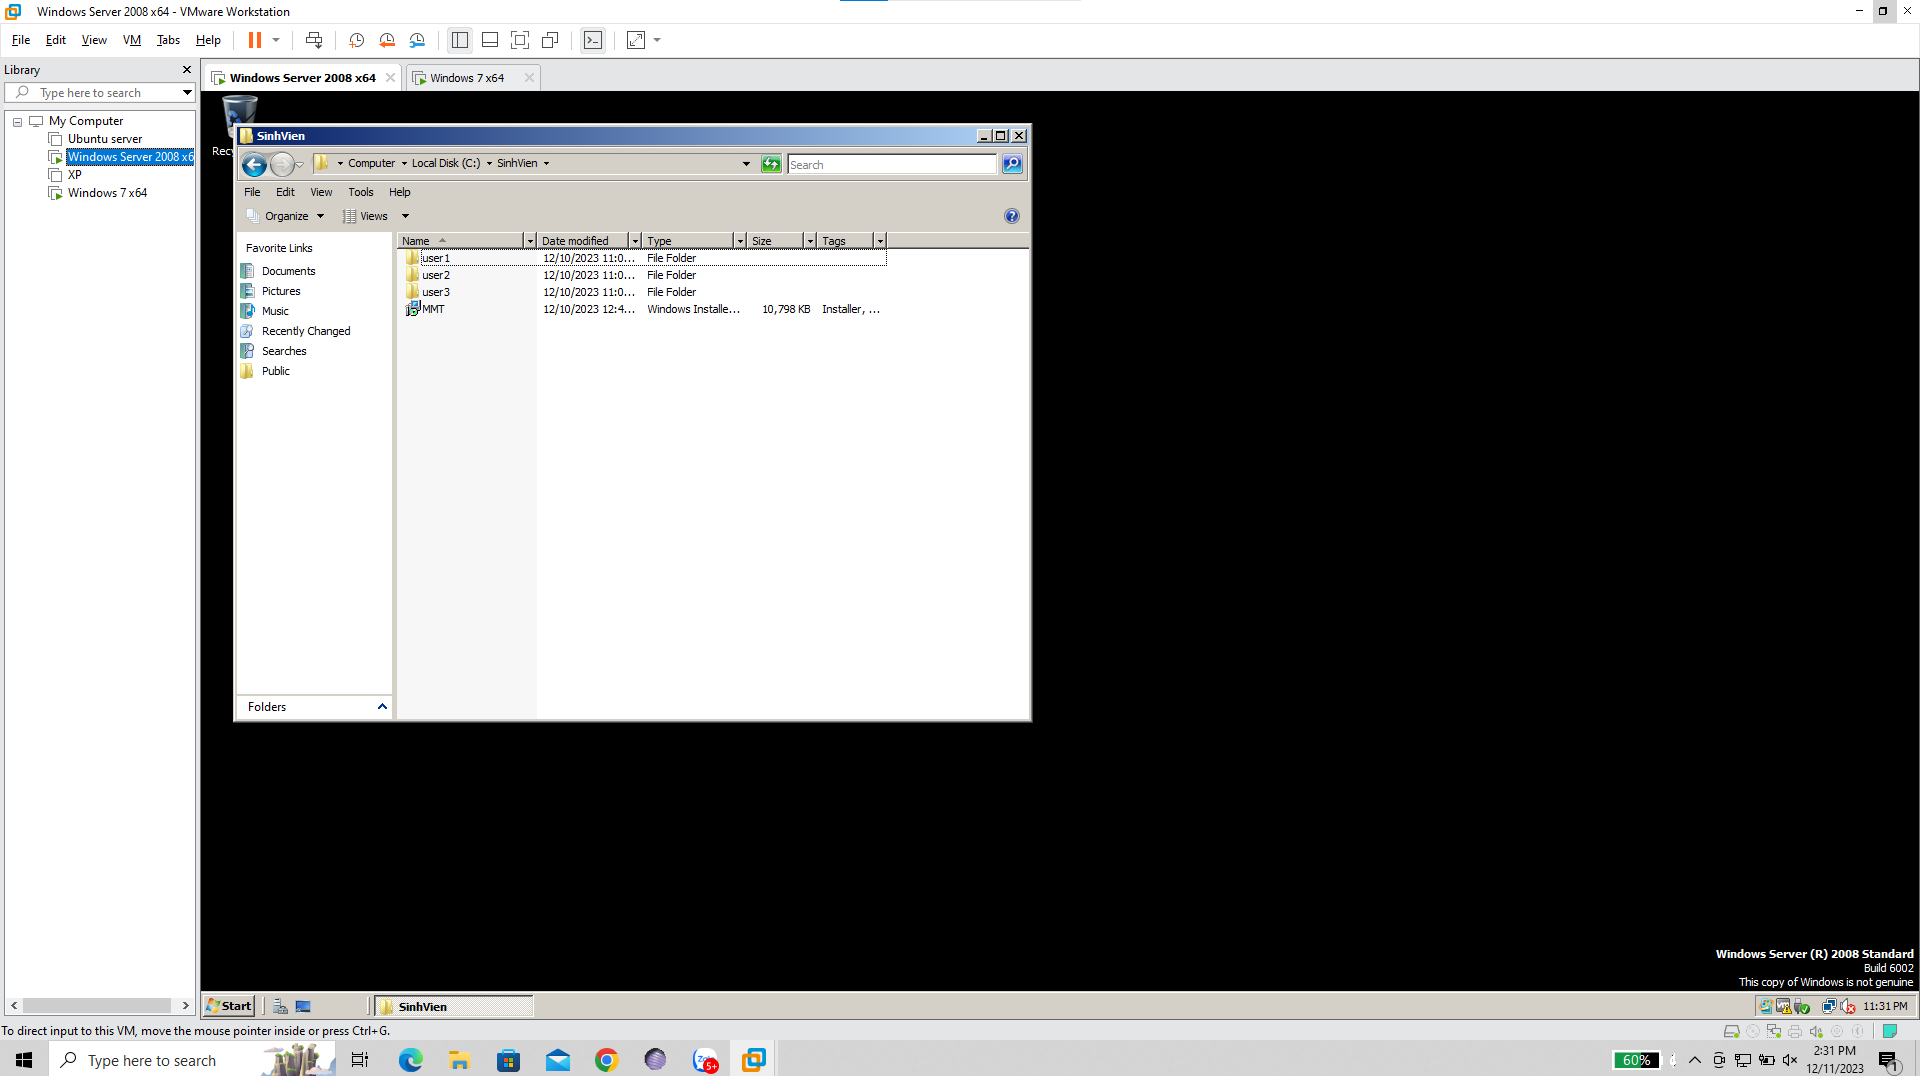 Windows Server 2008 x64 - VMware Workstation
File Edit View VM Tabs Help
Library
Type here to search
My Computer
Ubuntu server
Windows Server 2008 x6
XP
Windows 7 x64
Windows Server 2008 x64
Windows 7 x64
Recy
SinhVien
Computer Local Disk (C:) SinhVien
Search
File Edit View Tools Help
Organize Views
Favorite Links
Documents
Pictures
Music
Recently Changed
Searches
Public
Folders
Name Date modified Type Size Tags
user1 12/10/2023 11:0... File Folder
user2 12/10/2023 11:0... File Folder
user3 12/10/2023 11:0... File Folder
MMT 12/10/2023 12:4... Windows Installe... 10,798 KB Installer, ...
Windows Server (R) 2008 Standard
Build 6002
This copy of Windows is not genuine
Start SinhVien 11:31 PM
To direct input to this VM, move the mouse pointer inside or press Ctrl+G.
Type here to search
Zalo
5+
60%
2:31 PM
12/11/2023
1